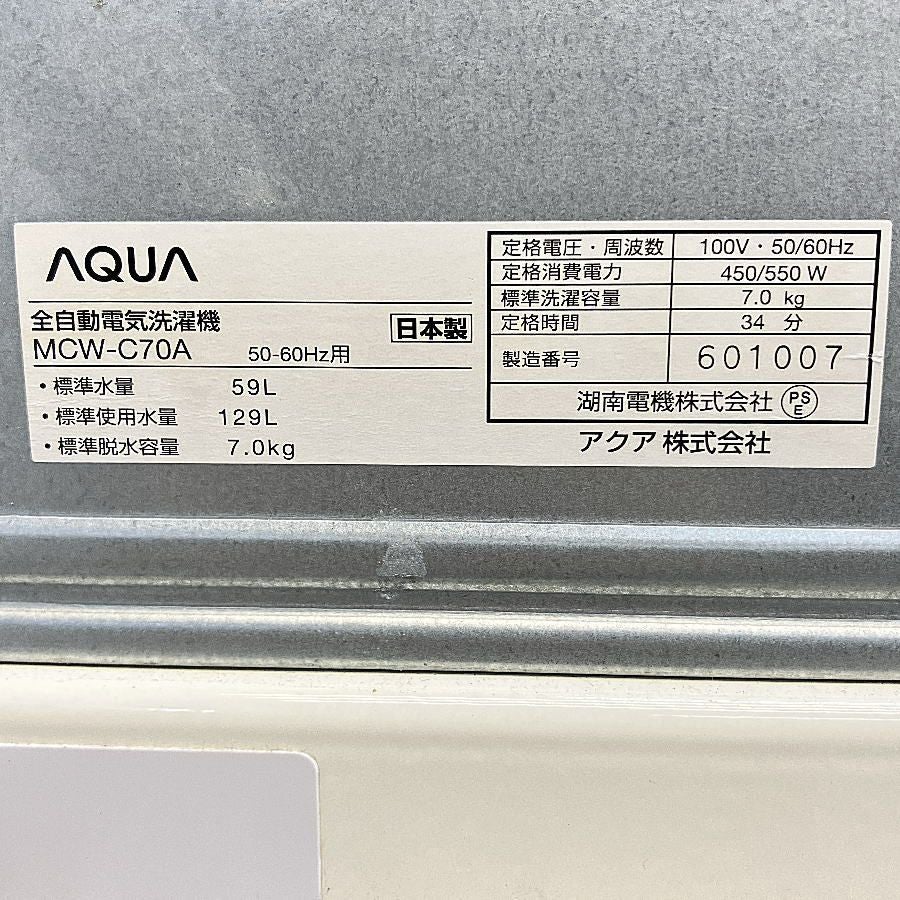 AQUA
全自動電気洗濯機
MCW-C70A 50-60Hz用
日本製
・標準水量 59L
・標準使用水量 129L
・標準脱水容量 7.0kg
定格電圧・周波数 100V・50/60Hz
定格消費電力 450/550 W
標準洗濯容量 7.0 kg
定格時間 34 分
製造番号 601007
湖南電機株式会社 PSE
アクア 株式会社